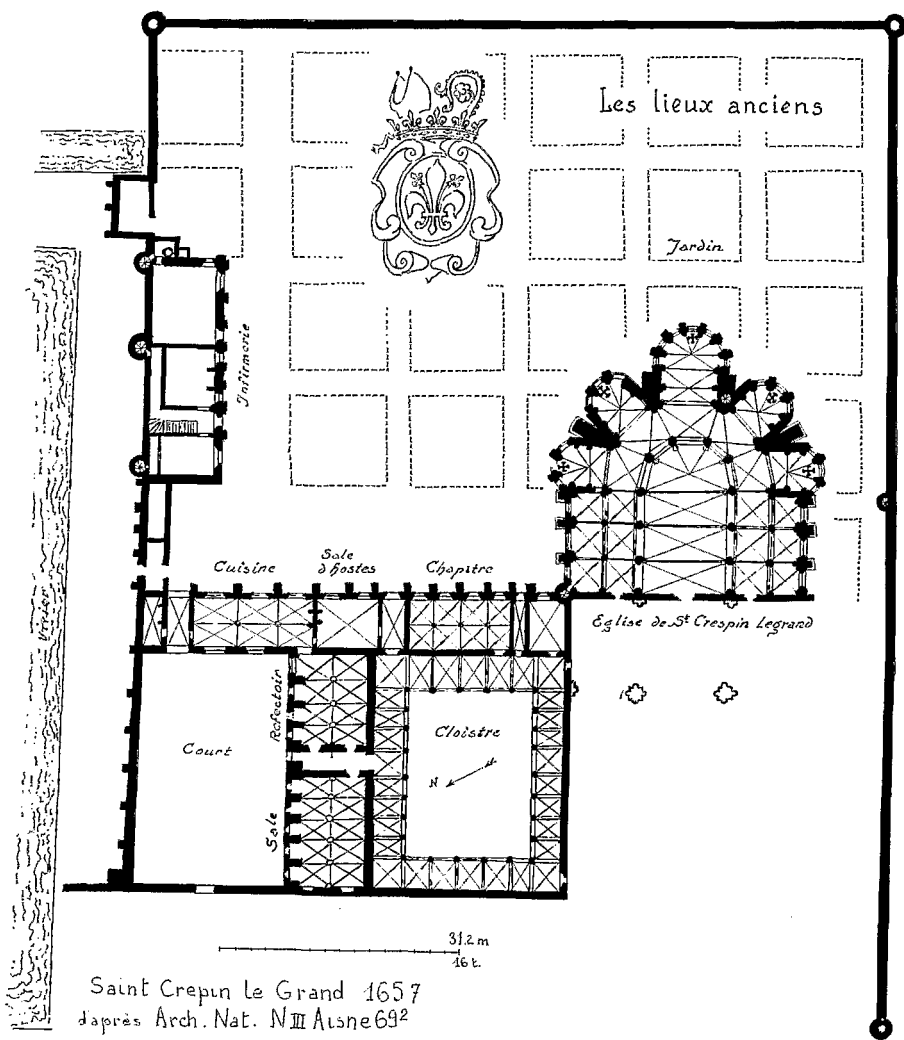 Les lieux anciens
Jardin
Infirmerie
Cuisine
Sale
d'hostes
Chapitre
Eglise de St Crespin Legrand
Refectoir
Court
Cloistre
N
Sale
31.2 m
16 t.
Saint Crepin Le Grand 1657
d'après Arch. Nat. N III Aisne 69²